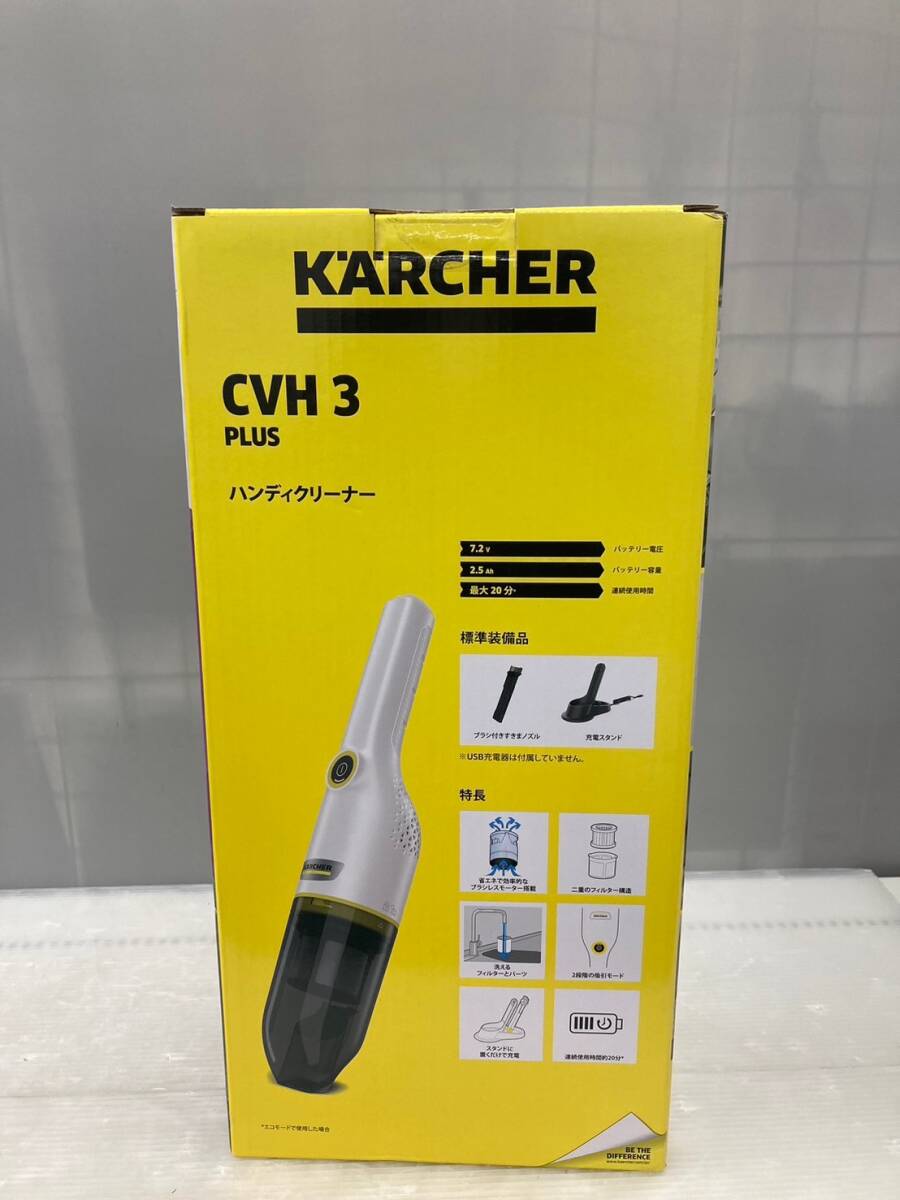 KÄRCHER
CVH 3
PLUS
ハンディクリーナー
7.2 V バッテリー電圧
2.5 Ah バッテリー容量
最大 20 分* 連続使用時間
標準装備品
ブラシ付きすきまノズル 充電スタンド
※USB充電器は付属していません。
特長
省エネで効率的な
ブラシレスモーター搭載
二重のフィルター構造
洗える
フィルターとパーツ
2段階の吸引モード
スタンドに
置くだけで充電
連続使用時間約20分*
KÄRCHER
*エコモードで使用した場合
BE THE
DIFFERENCE